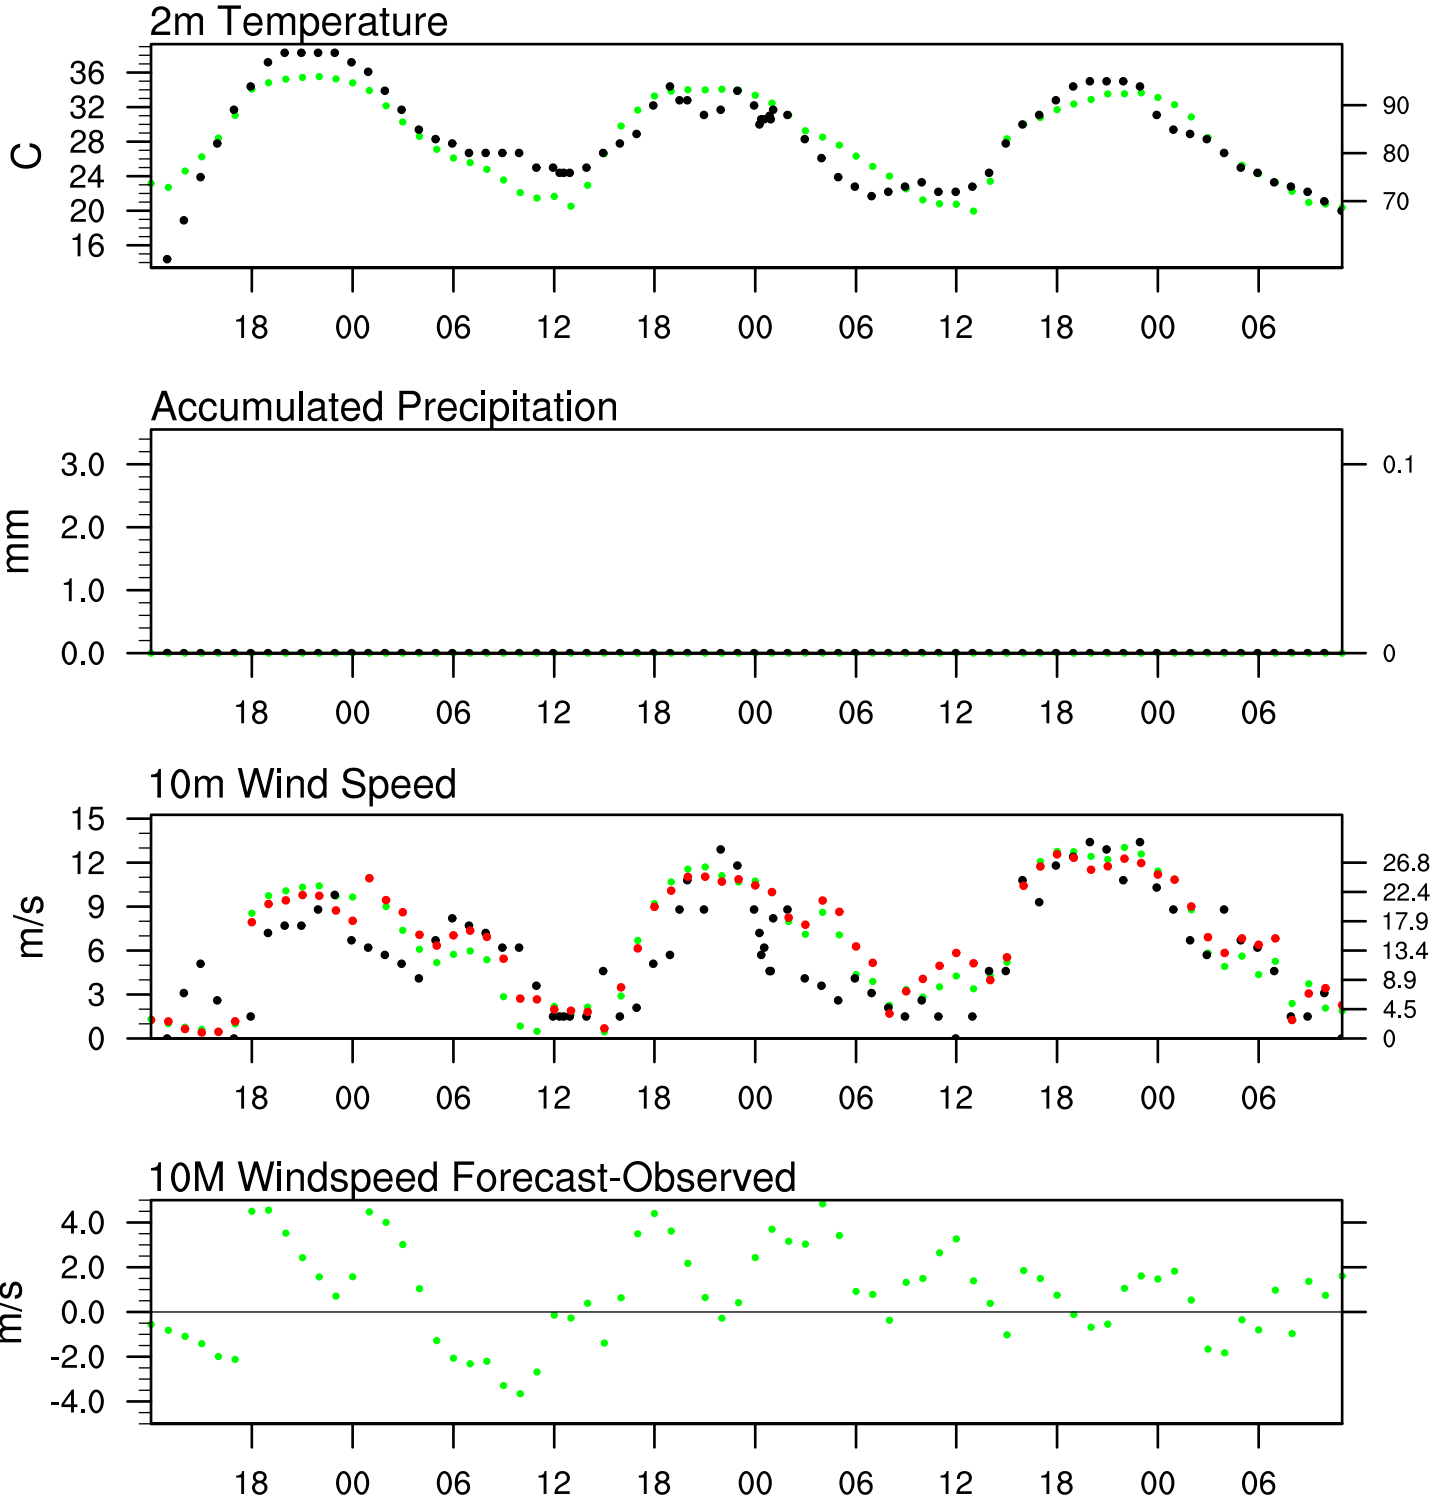 2m Temperature
36
32
28
24
20
16
C
90
80
70
18 00 06 12 18 00 06 12 18 00 06
Accumulated Precipitation
3.0
2.0
1.0
0.0
mm
0.1
0
18 00 06 12 18 00 06 12 18 00 06
10m Wind Speed
15
12
9
6
3
0
m/s
26.8
22.4
17.9
13.4
8.9
4.5
0
18 00 06 12 18 00 06 12 18 00 06
10M Windspeed Forecast-Observed
4.0
2.0
0.0
-2.0
-4.0
m/s
18 00 06 12 18 00 06 12 18 00 06